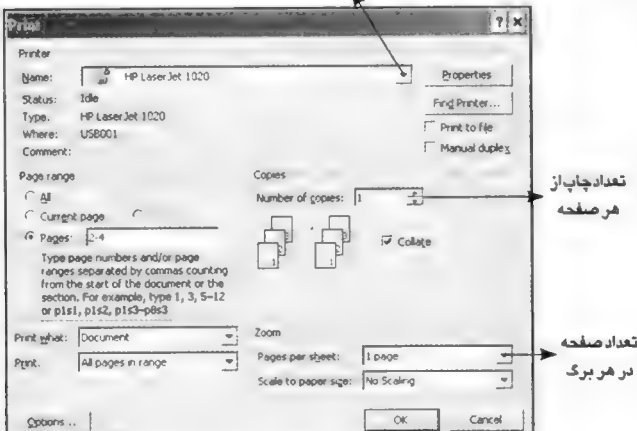 Print
Printer
Name: HP LaserJet 1020 Properties
Status: Idle Find Printer...
Type: HP LaserJet 1020
Where: USB001 Print to file
Comment: Manual duplex
Page range
All
Current page
Pages: 2-4
Type page numbers and/or page
ranges separated by commas counting
from the start of the document or the
section. For example, type 1, 3, 5–12
or p1s1, p1s2, p1s3–p8s3
Copies
Number of copies: 1
1 1
Collate
تعداد چاپ از
هر صفحه
Print what: Document
Print: All pages in range
Zoom
Pages per sheet: 1 page
Scale to paper size: No Scaling
تعداد صفحه
در هر برگ
Options ... OK Cancel